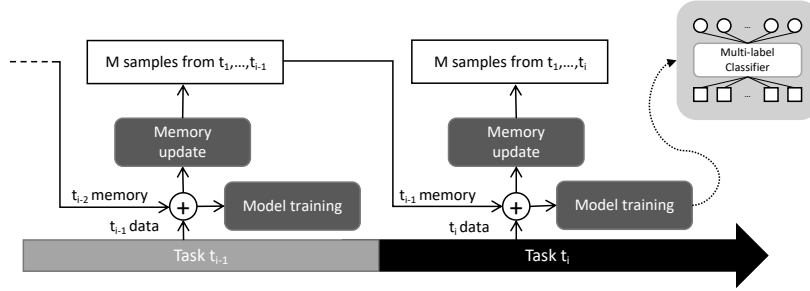 M samples from t1,...,ti-1
M samples from t1,...,ti
...
Multi-label
Classifier
...
Memory
update
Memory
update
ti-2 memory
Model training
ti-1 memory
Model training
ti-1 data
ti data
Task ti-1
Task ti